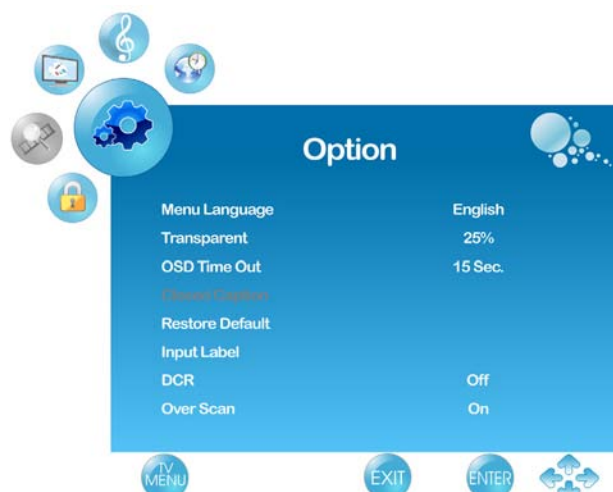 Option
Menu Language English
Transparent 25%
OSD Time Out 15 Sec.
Closed Caption
Restore Default
Input Label
DCR Off
Over Scan On
TV MENU
EXIT
ENTER